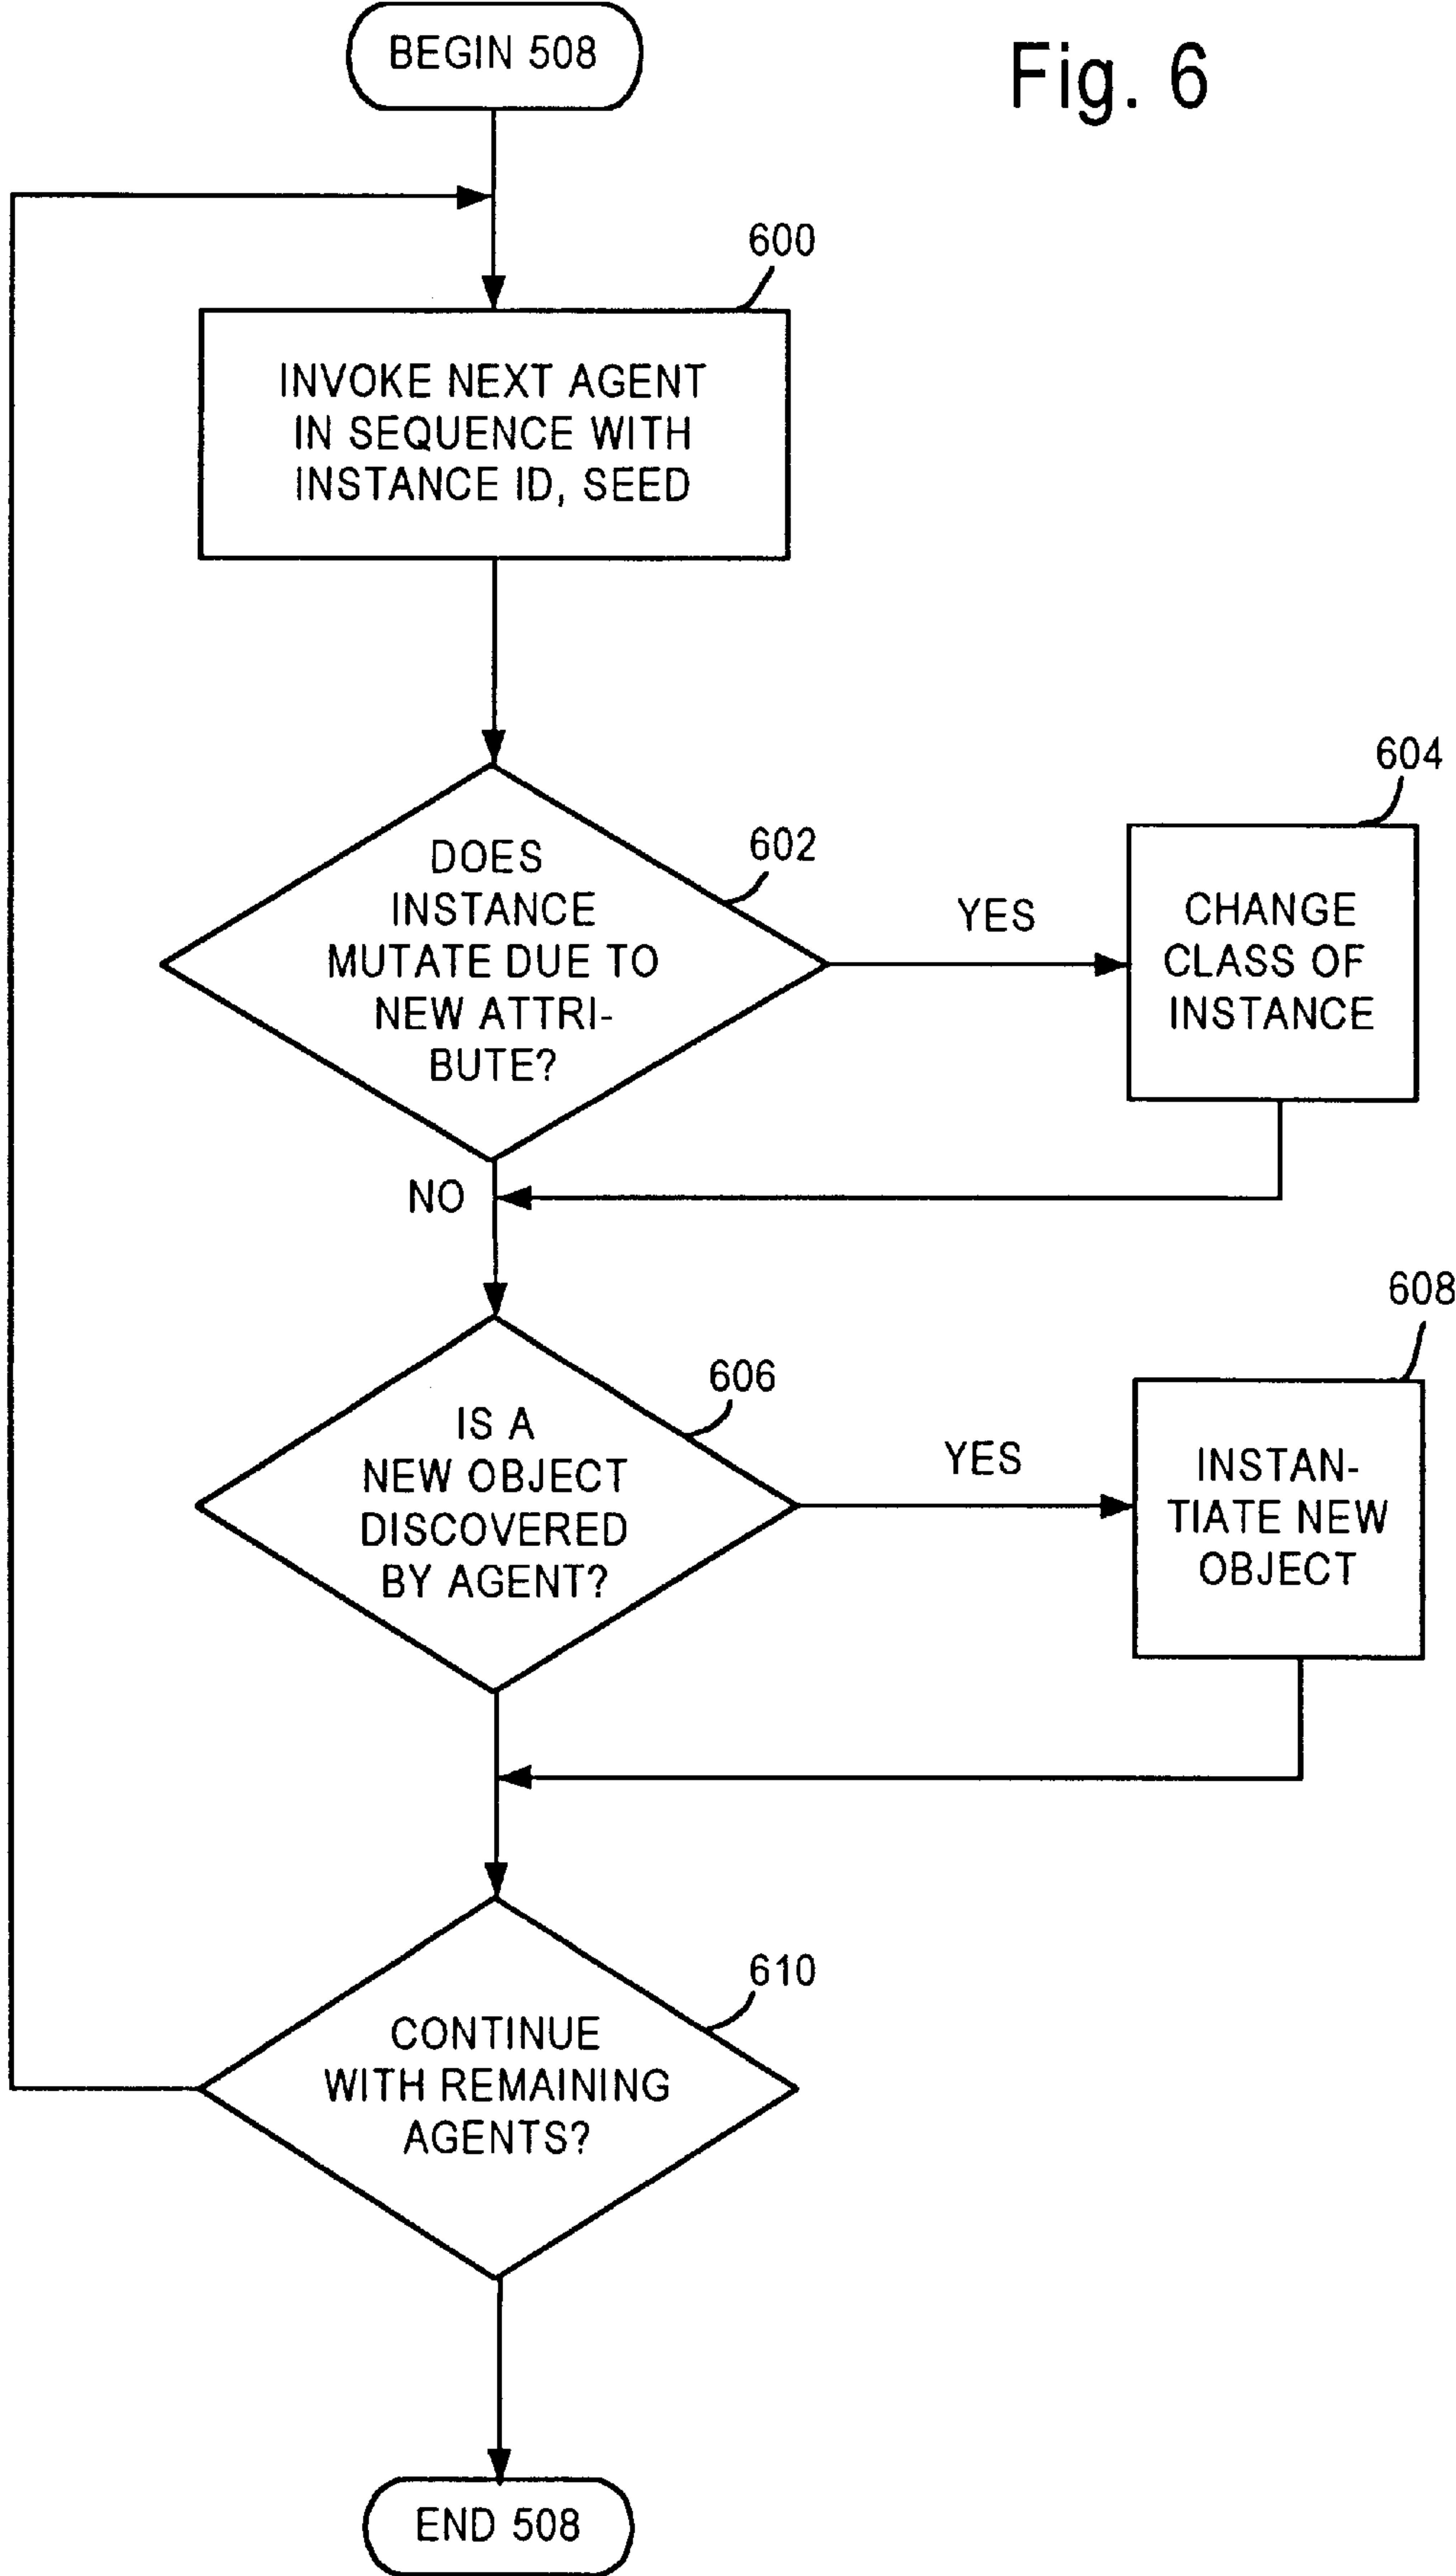 BEGIN 508
Fig. 6
600
INVOKE NEXT AGENT
IN SEQUENCE WITH
INSTANCE ID, SEED
602
DOES
INSTANCE
MUTATE DUE TO
NEW ATTRI-
BUTE?
YES
604
CHANGE
CLASS OF
INSTANCE
NO
606
IS A
NEW OBJECT
DISCOVERED
BY AGENT?
YES
608
INSTAN-
TIATE NEW
OBJECT
610
CONTINUE
WITH REMAINING
AGENTS?
END 508